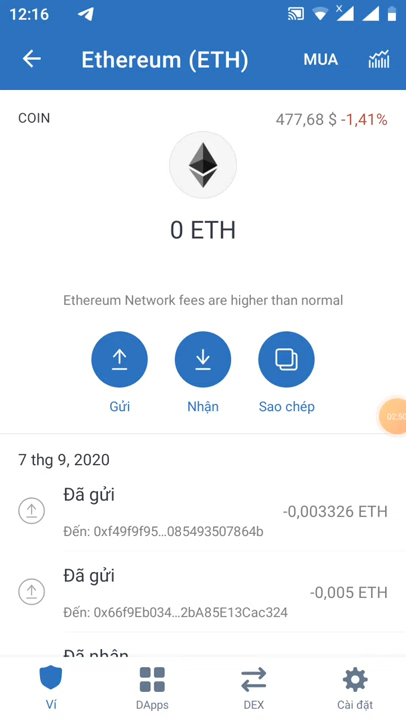 12:16
Ethereum (ETH)
MUA
COIN
477,68 $ -1,41%
0 ETH
Ethereum Network fees are higher than normal
Gửi
Nhận
Sao chép
7 thg 9, 2020
Đã gửi
-0,003326 ETH
Đến: 0xf49f9f95...085493507864b
Đã gửi
-0,005 ETH
Đến: 0x66f9Eb034...2bA85E13Cac324
Đã nhận
Ví
DApps
DEX
Cài đặt